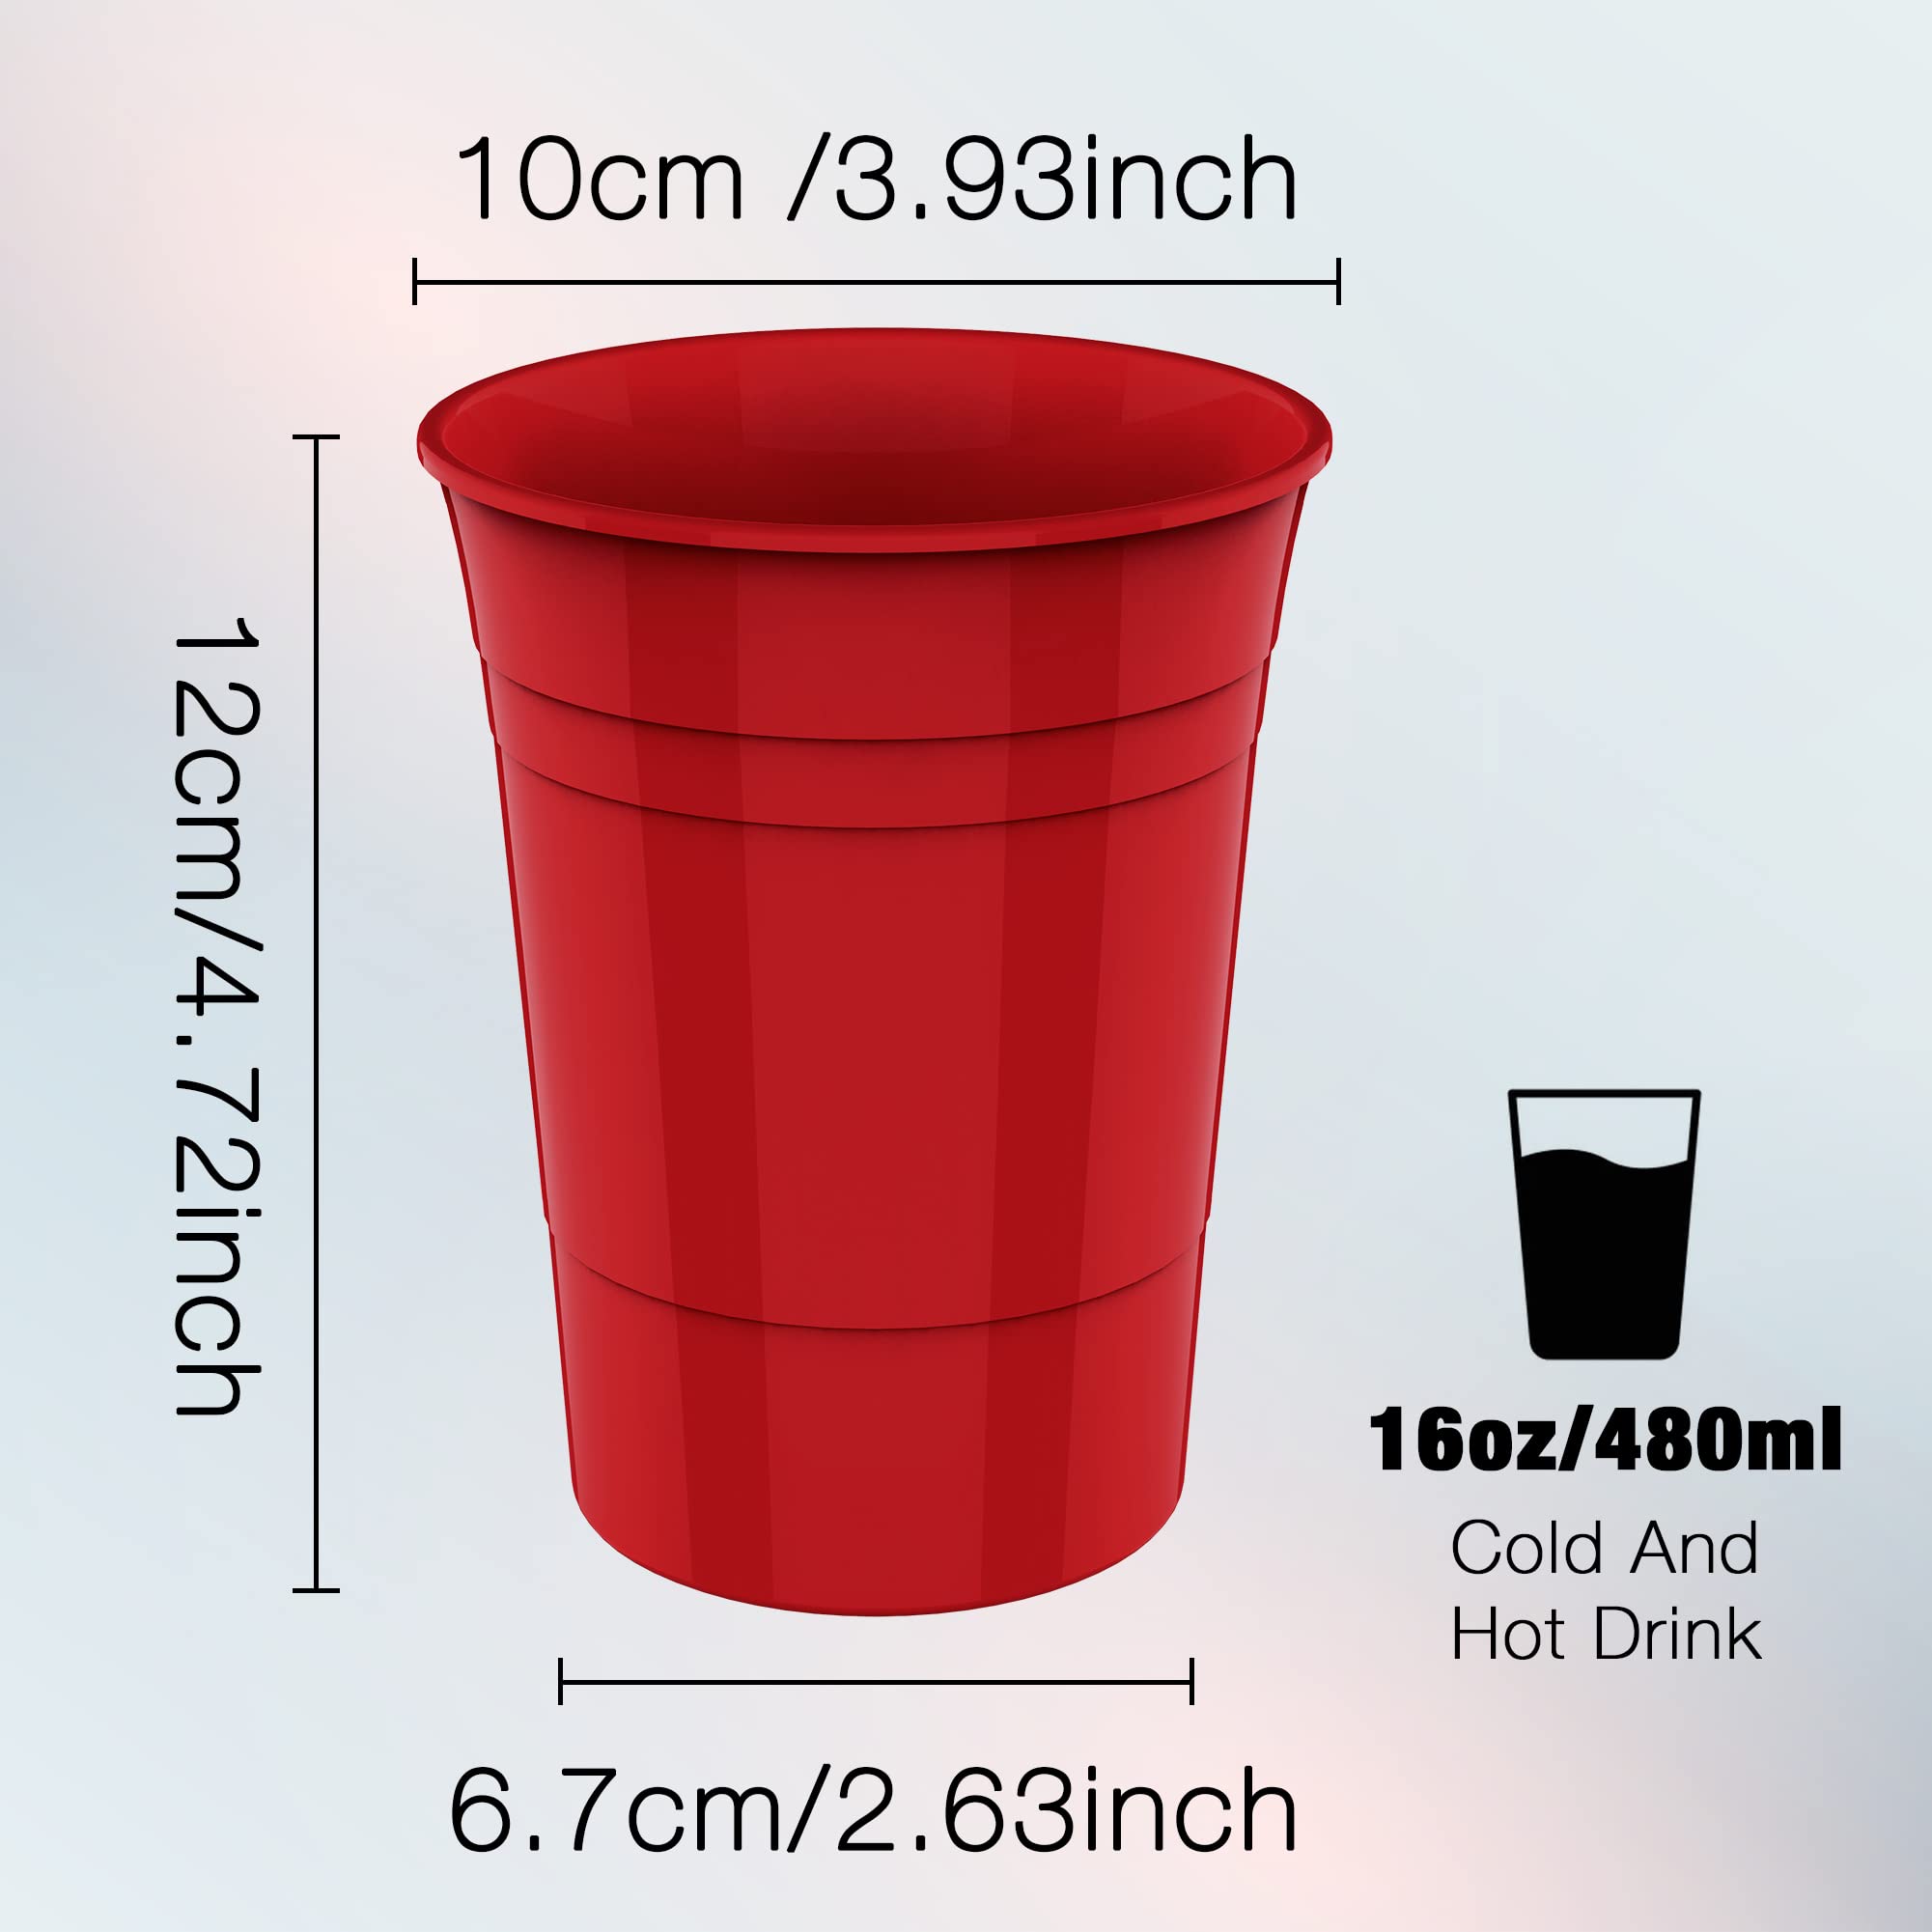 10cm /3.93inch
12cm/4.72inch
16oz/480ml
Cold And
Hot Drink
6.7cm/2.63inch